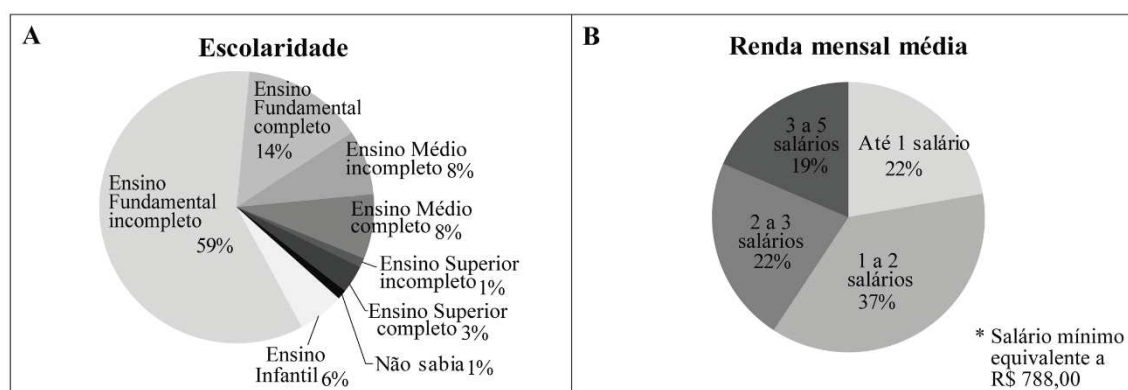 A
Escolaridade
Ensino
Fundamental
completo
14%
Ensino Médio
incompleto 8%
Ensino Médio
completo
8%
Ensino Superior
incompleto 1%
Ensino Superior
completo
3%
Não sabia 1%
Ensino
Infantil 6%
Ensino
Fundamental
incompleto
59%
B
Renda mensal média
Até 1 salário
22%
1 a 2
salários
37%
2 a 3
salários
22%
3 a 5
salários
19%
* Salário mínimo
equivalente a
R$ 788,00